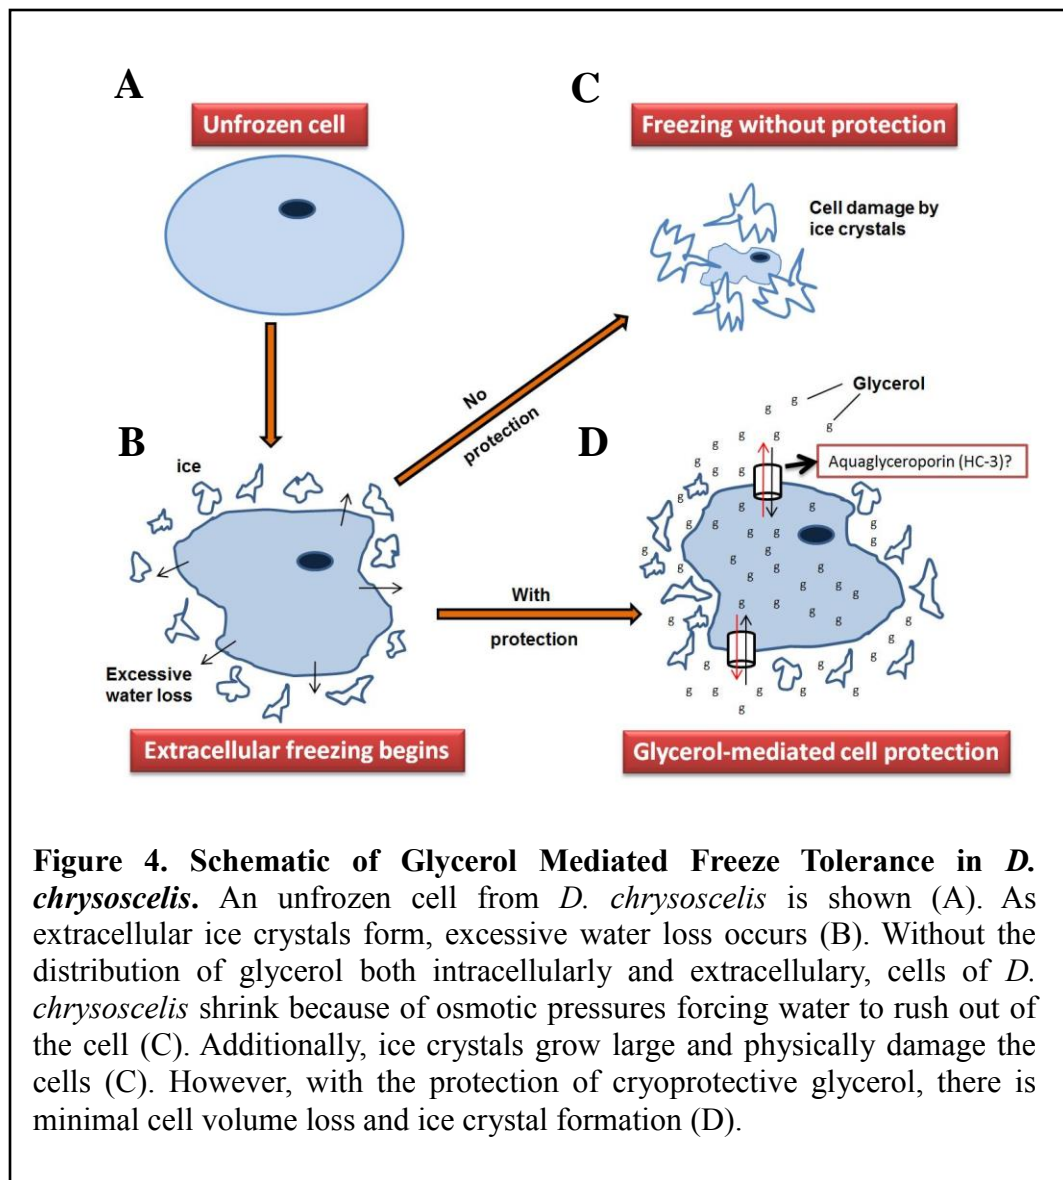 A
Unfrozen cell
C
Freezing without protection
Cell damage by
ice crystals
No
protection
B
ice
Excessive
water loss
Extracellular freezing begins
With
protection
D
Glycerol
Aquaglyceroporin (HC-3)?
g g g g g g g g g g g g g g g g g g g g g g g g g g g g g g g g g g g g g g g g g g g g g g g g
Glycerol-mediated cell protection
Figure 4. Schematic of Glycerol Mediated Freeze Tolerance in D.
chrysoscelis. An unfrozen cell from D. chrysoscelis is shown (A). As
extracellular ice crystals form, excessive water loss occurs (B). Without the
distribution of glycerol both intracellularly and extracellulary, cells of D.
chrysoscelis shrink because of osmotic pressures forcing water to rush out of
the cell (C). Additionally, ice crystals grow large and physically damage the
cells (C). However, with the protection of cryoprotective glycerol, there is
minimal cell volume loss and ice crystal formation (D).